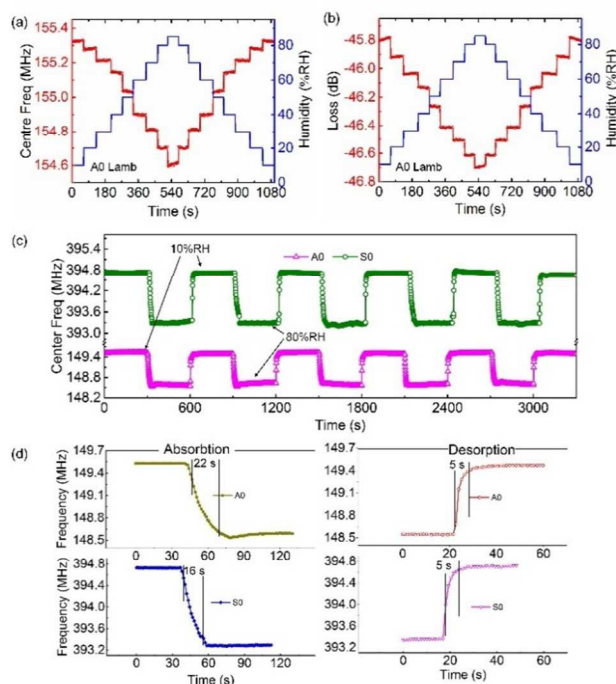 (a)
155.4
155.2
155.0
154.8
154.6
Centre Freq (MHz)
A0 Lamb
80
60
40
20
0
Humidity (%RH)
0 180 360 540 720 900 1080
Time (s)
(b)
-45.8
-46.0
-46.2
-46.4
-46.6
-46.8
Loss (dB)
A0 Lamb
80
60
40
20
0
Humidity (%RH)
0 180 360 540 720 900 1080
Time (s)
(c)
395.4
394.8
394.2
393.6
393.0
149.4
148.8
148.2
Center Freq (MHz)
10%RH
A0 S0
80%RH
0 600 1200 1800 2400 3000
Time (s)
(d)
Absorbtion
149.7
149.1
148.5
Frequency (MHz)
22 s
A0
0 30 60 90 120
394.8
394.2
393.6
393.2
Frequency (MHz)
16 s
S0
0 30 60 90 120
Time (s)
Desorption
149.7
149.1
148.5
Frequency (MHz)
5 s
A0
0 20 40 60
394.8
394.4
394.0
393.6
393.2
Frequency (MHz)
5 s
S0
0 20 40 60
Time (s)